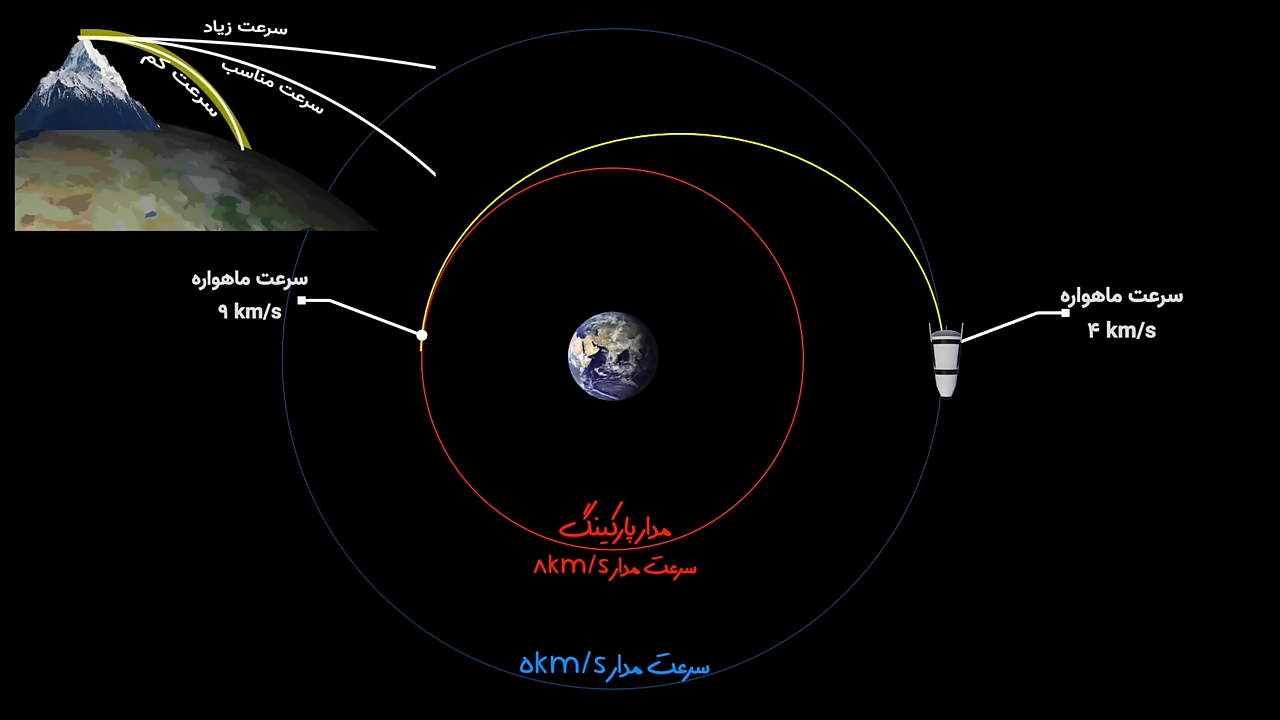 سرعت زیاد
سرعت مناسب
سرعت کم
سرعت ماهواره
۹ km/s
سرعت ماهواره
۴ km/s
مدار پارکینگ
سرعت مدار ۸km/s
سرعت مدار ۵km/s